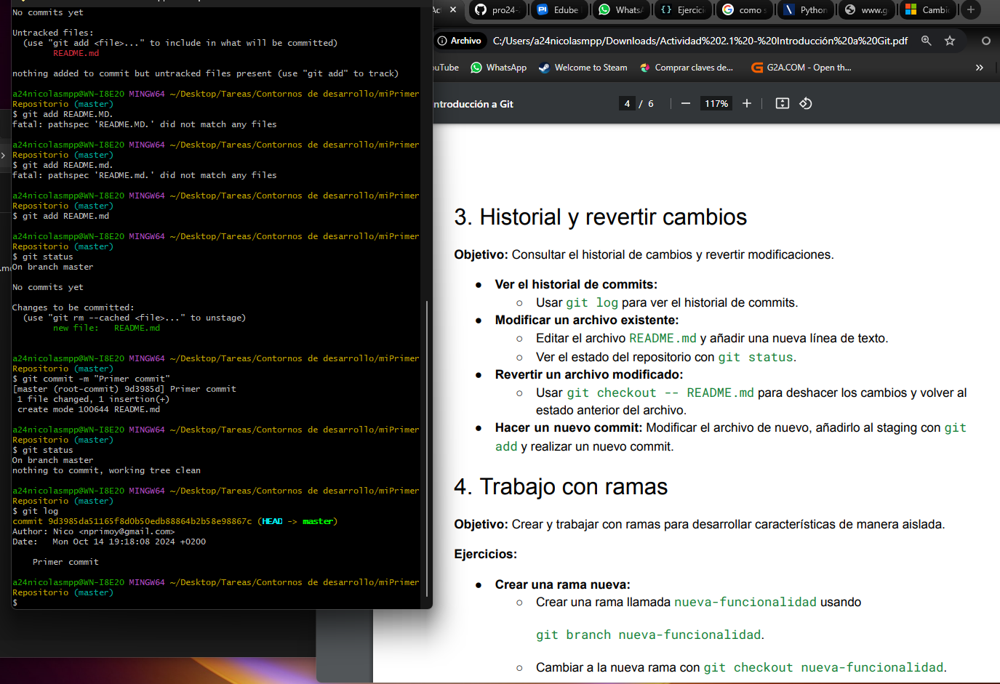 No commits yet
Untracked files:
(use "git add <file>..." to include in what will be committed)
README.md
nothing added to commit but untracked files present (use "git add" to track)
a24nicolasmpp@WN-I8E20 MINGW64 ~/Desktop/Tareas/Contornos de desarrollo/miPrimer
Repositorio (master)
$ git add README.MD.
fatal: pathspec 'README.MD.' did not match any files
a24nicolasmpp@WN-I8E20 MINGW64 ~/Desktop/Tareas/Contornos de desarrollo/miPrimer
Repositorio (master)
$ git add README.md.
fatal: pathspec 'README.md.' did not match any files
a24nicolasmpp@WN-I8E20 MINGW64 ~/Desktop/Tareas/Contornos de desarrollo/miPrimer
Repositorio (master)
$ git add README.md
a24nicolasmpp@WN-I8E20 MINGW64 ~/Desktop/Tareas/Contornos de desarrollo/miPrimer
Repositorio (master)
$ git status
On branch master
No commits yet
Changes to be committed:
(use "git rm --cached <file>..." to unstage)
new file:   README.md
a24nicolasmpp@WN-I8E20 MINGW64 ~/Desktop/Tareas/Contornos de desarrollo/miPrimer
Repositorio (master)
$ git commit -m "Primer commit"
[master (root-commit) 9d3985d] Primer commit
1 file changed, 1 insertion(+)
create mode 100644 README.md
a24nicolasmpp@WN-I8E20 MINGW64 ~/Desktop/Tareas/Contornos de desarrollo/miPrimer
Repositorio (master)
$ git status
On branch master
nothing to commit, working tree clean
a24nicolasmpp@WN-I8E20 MINGW64 ~/Desktop/Tareas/Contornos de desarrollo/miPrimer
Repositorio (master)
$ git log
commit 9d3985da51165f8d0b50edb88864b2b58e98867c (HEAD -> master)
Author: Nico <nprimoy@gmail.com>
Date:   Mon Oct 14 19:18:08 2024 +0200
Primer commit
a24nicolasmpp@WN-I8E20 MINGW64 ~/Desktop/Tareas/Contornos de desarrollo/miPrimer
Repositorio (master)
$
Act × pro24- Edube WhatsA Ejercici como s Python www.g Cambi +
Archivo C:/Users/a24nicolasmpp/Downloads/Actividad%202.1%20-%20Introducción%20a%20Git.pdf
ouTube WhatsApp Welcome to Steam Comprar claves de... G2A.COM - Open th... »
ntroducción a Git 4 / 6 — 117% +
3. Historial y revertir cambios
Objetivo: Consultar el historial de cambios y revertir modificaciones.
● Ver el historial de commits:
○ Usar git log para ver el historial de commits.
● Modificar un archivo existente:
○ Editar el archivo README.md y añadir una nueva línea de texto.
○ Ver el estado del repositorio con git status.
● Revertir un archivo modificado:
○ Usar git checkout -- README.md para deshacer los cambios y volver al
estado anterior del archivo.
● Hacer un nuevo commit: Modificar el archivo de nuevo, añadirlo al staging con git
add y realizar un nuevo commit.
4. Trabajo con ramas
Objetivo: Crear y trabajar con ramas para desarrollar características de manera aislada.
Ejercicios:
● Crear una rama nueva:
○ Crear una rama llamada nueva-funcionalidad usando
git branch nueva-funcionalidad.
○ Cambiar a la nueva rama con git checkout nueva-funcionalidad.